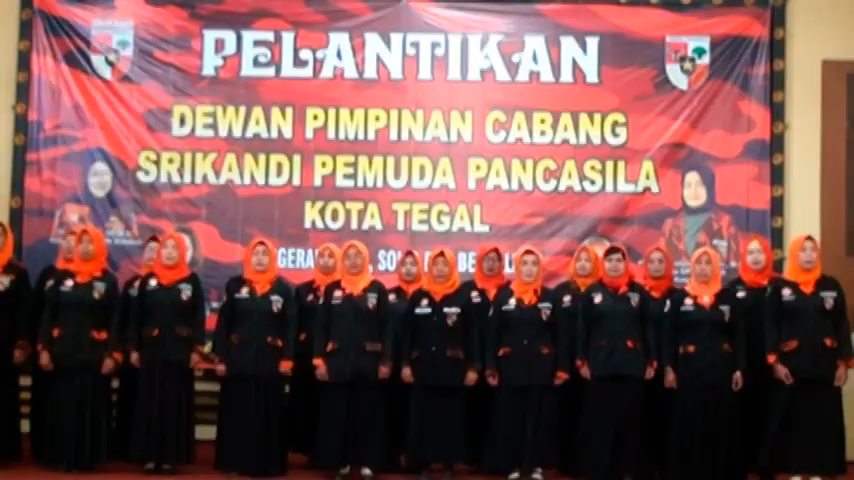 PELANTIKAN
DEWAN PIMPINAN CABANG
SRIKANDI PEMUDA PANCASILA
KOTA TEGAL